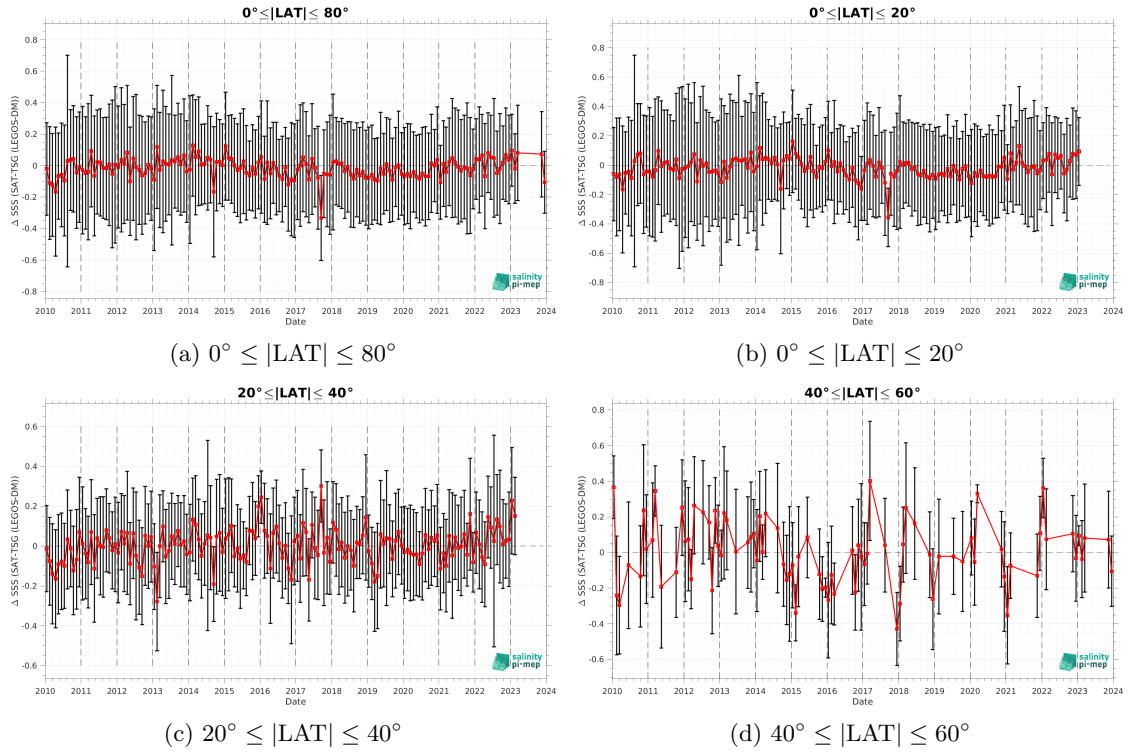 0°≤|LAT|≤ 80°
Δ SSS (SAT-TSG (LEGOS-DM))
0.8
0.6
0.4
0.2
0
-0.2
-0.4
-0.6
-0.8
2010 2011 2012 2013 2014 2015 2016 2017 2018 2019 2020 2021 2022 2023 2024
Date
salinity
pi-mep
(a) 0° ≤ |LAT| ≤ 80°
0°≤|LAT|≤ 20°
Δ SSS (SAT-TSG (LEGOS-DM))
0.8
0.6
0.4
0.2
0
-0.2
-0.4
-0.6
-0.8
2010 2011 2012 2013 2014 2015 2016 2017 2018 2019 2020 2021 2022 2023 2024
Date
salinity
pi-mep
(b) 0° ≤ |LAT| ≤ 20°
20°≤|LAT|≤ 40°
Δ SSS (SAT-TSG (LEGOS-DM))
0.6
0.4
0.2
0
-0.2
-0.4
-0.6
2010 2011 2012 2013 2014 2015 2016 2017 2018 2019 2020 2021 2022 2023 2024
Date
salinity
pi-mep
(c) 20° ≤ |LAT| ≤ 40°
40°≤|LAT|≤ 60°
Δ SSS (SAT-TSG (LEGOS-DM))
0.8
0.6
0.4
0.2
0
-0.2
-0.4
-0.6
2010 2011 2012 2013 2014 2015 2016 2017 2018 2019 2020 2021 2022 2023 2024
Date
salinity
pi-mep
(d) 40° ≤ |LAT| ≤ 60°